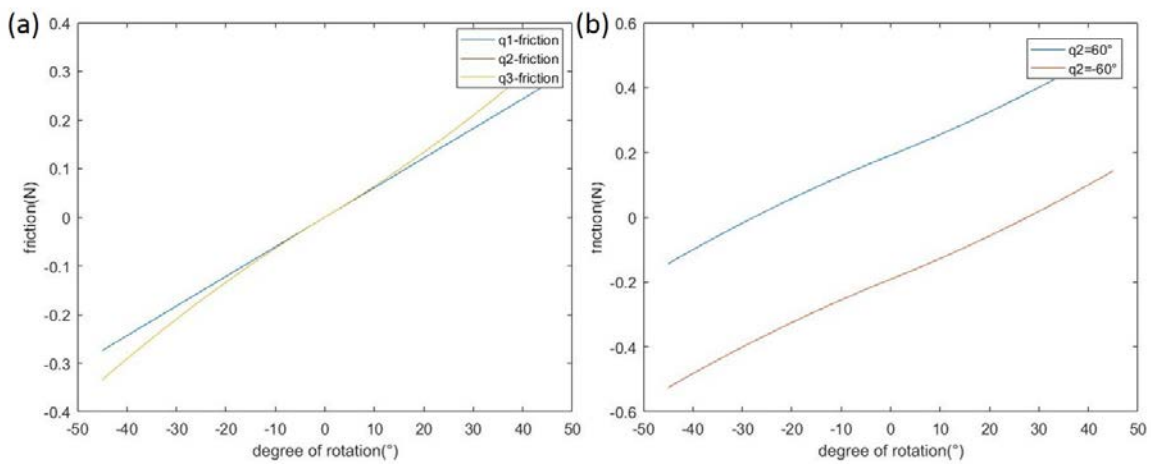 (a)
0.4
0.3
0.2
0.1
0
-0.1
-0.2
-0.3
-0.4
friction(N)
q1-friction
q2-friction
q3-friction
-50 -40 -30 -20 -10 0 10 20 30 40 50
degree of rotation(°)
(b)
0.6
0.4
0.2
0
-0.2
-0.4
-0.6
friction(N)
q2=60°
q2=-60°
-50 -40 -30 -20 -10 0 10 20 30 40 50
degree of rotation(°)